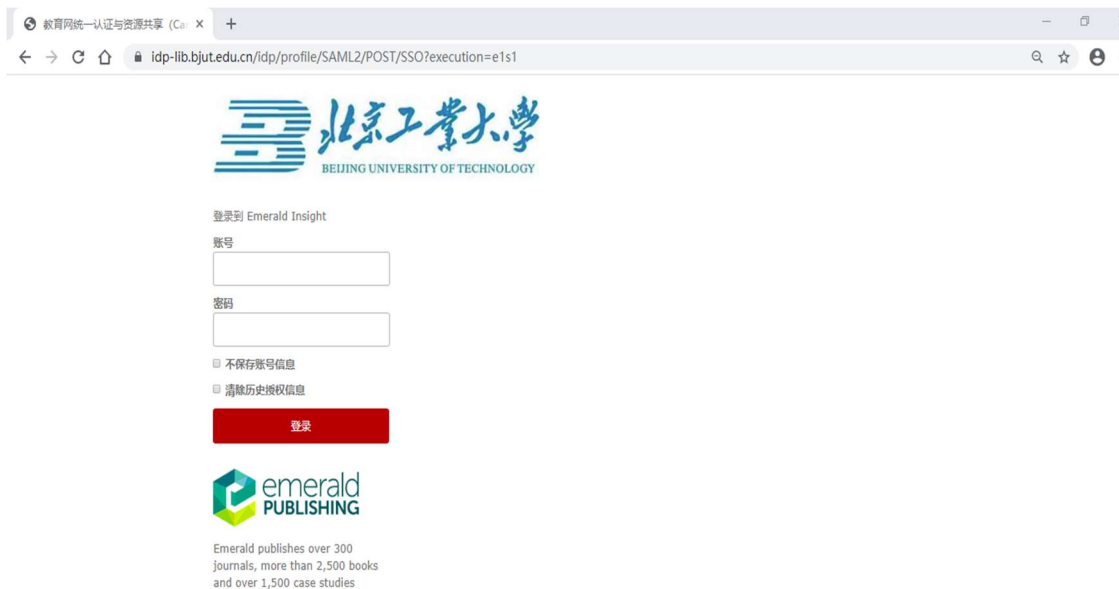 教育网统一认证与资源共享 (Ca
idp-lib.bjut.edu.cn/idp/profile/SAML2/POST/SSO?execution=e1s1
北京工业大学
BEIJING UNIVERSITY OF TECHNOLOGY
登录到 Emerald Insight
账号
密码
不保存账号信息
清除历史授权信息
登录
emerald
PUBLISHING
Emerald publishes over 300
journals, more than 2,500 books
and over 1,500 case studies